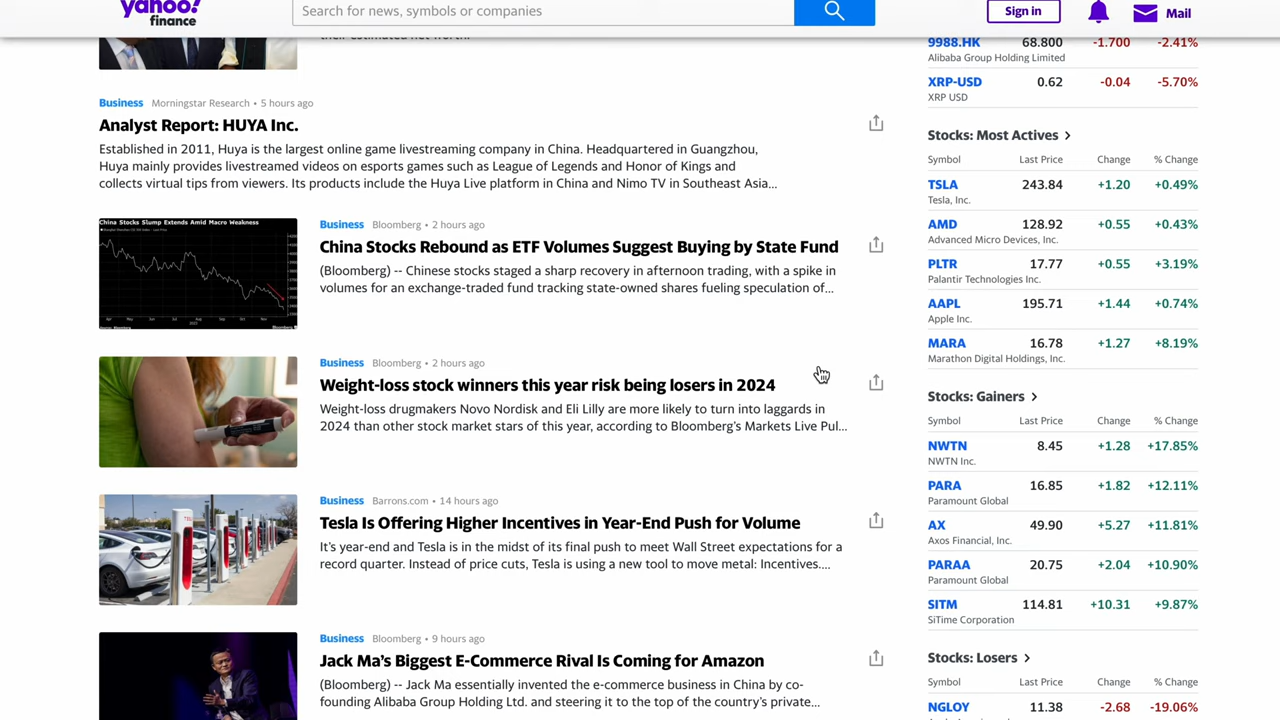 yahoo!
finance
Search for news, symbols or companies
Sign in
Mail
their estimated net worth.
Business Morningstar Research • 5 hours ago
Analyst Report: HUYA Inc.
Established in 2011, Huya is the largest online game livestreaming company in China. Headquartered in Guangzhou,
Huya mainly provides livestreamed videos on esports games such as League of Legends and Honor of Kings and
collects virtual tips from viewers. Its products include the Huya Live platform in China and Nimo TV in Southeast Asia...
China Stocks Slump Extends Amid Macro Weakness
Business Bloomberg • 2 hours ago
China Stocks Rebound as ETF Volumes Suggest Buying by State Fund
(Bloomberg) -- Chinese stocks staged a sharp recovery in afternoon trading, with a spike in
volumes for an exchange-traded fund tracking state-owned shares fueling speculation of...
Business Bloomberg • 2 hours ago
Weight-loss stock winners this year risk being losers in 2024
Weight-loss drugmakers Novo Nordisk and Eli Lilly are more likely to turn into laggards in
2024 than other stock market stars of this year, according to Bloomberg's Markets Live Pul...
Business Barrons.com • 14 hours ago
Tesla Is Offering Higher Incentives in Year-End Push for Volume
It's year-end and Tesla is in the midst of its final push to meet Wall Street expectations for a
record quarter. Instead of price cuts, Tesla is using a new tool to move metal: Incentives....
Business Bloomberg • 9 hours ago
Jack Ma's Biggest E-Commerce Rival Is Coming for Amazon
(Bloomberg) -- Jack Ma essentially invented the e-commerce business in China by co-
founding Alibaba Group Holding Ltd. and steering it to the top of the country's private...
9988.HK 68.800 -1.700 -2.41%
Alibaba Group Holding Limited
XRP-USD 0.62 -0.04 -5.70%
XRP USD
Stocks: Most Actives
Symbol Last Price Change % Change
TSLA 243.84 +1.20 +0.49%
Tesla, Inc.
AMD 128.92 +0.55 +0.43%
Advanced Micro Devices, Inc.
PLTR 17.77 +0.55 +3.19%
Palantir Technologies Inc.
AAPL 195.71 +1.44 +0.74%
Apple Inc.
MARA 16.78 +1.27 +8.19%
Marathon Digital Holdings, Inc.
Stocks: Gainers
Symbol Last Price Change % Change
NWTN 8.45 +1.28 +17.85%
NWTN Inc.
PARA 16.85 +1.82 +12.11%
Paramount Global
AX 49.90 +5.27 +11.81%
Axos Financial, Inc.
PARAA 20.75 +2.04 +10.90%
Paramount Global
SITM 114.81 +10.31 +9.87%
SiTime Corporation
Stocks: Losers
Symbol Last Price Change % Change
NGLOY 11.38 -2.68 -19.06%